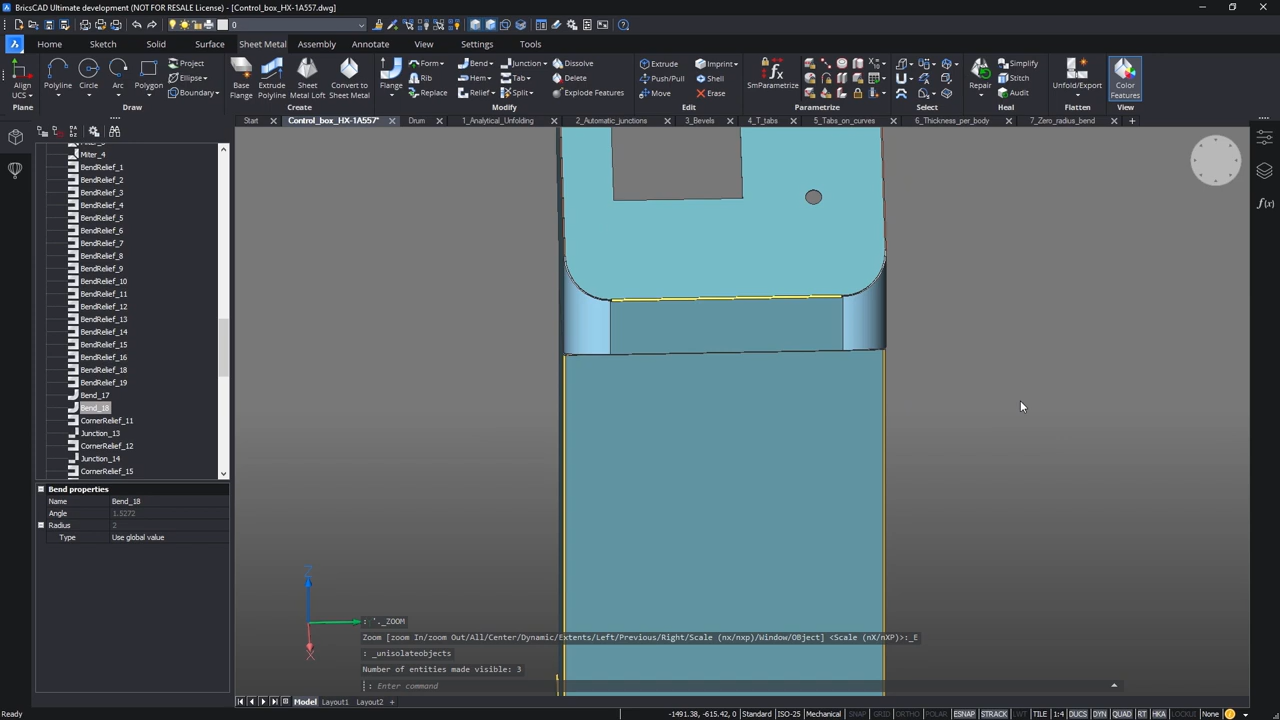 BricsCAD Ultimate development (NOT FOR RESALE License) - [Control_box_HX-1A557.dwg]
0
Home Sketch Solid Surface Sheet Metal Assembly Annotate View Settings Tools
Align UCS
Plane
Polyline Circle Arc Polygon
Project
Ellipse
Boundary
Draw
Base Flange
Extrude Polyline
Sheet Metal Loft
Convert to Sheet Metal
Create
Flange
Form
Rib
Replace
Bend
Hem
Relief
Junction
Tab
Split
Dissolve
Delete
Explode Features
Modify
Extrude
Push/Pull
Move
Imprint
Shell
Erase
Edit
SmParametrize
Parametrize
Select
Repair
Simplify
Stitch
Audit
Heal
Unfold/Export
Flatten
Color Features
View
Start Control_box_HX-1A557* Drum 1_Analytical_Unfolding 2_Automatic_junctions 3_Bevels 4_T_tabs 5_Tabs_on_curves 6_Thickness_per_body 7_Zero_radius_bend
Miter_3
Miter_4
BendRelief_1
BendRelief_2
BendRelief_3
BendRelief_4
BendRelief_5
BendRelief_6
BendRelief_7
BendRelief_8
BendRelief_9
BendRelief_10
BendRelief_11
BendRelief_12
BendRelief_13
BendRelief_14
BendRelief_15
BendRelief_16
BendRelief_18
BendRelief_19
Bend_17
Bend_18
CornerRelief_11
Junction_13
CornerRelief_12
Junction_14
CornerRelief_15
Bend properties
Name Bend_18
Angle 1.5272
Radius 2
Type Use global value
Z
X
: '._ZOOM
Zoom [zoom In/zoom Out/All/Center/Dynamic/Extents/Left/Previous/Right/Scale (nX/nXP)/Window/OBject] <Scale (nX/nXP)>:_E
: _unisolateobjects
Number of entities made visible: 3
: Enter command
Model Layout1 Layout2 +
Ready
-1491.38, -615.42, 0 Standard ISO-25 Mechanical SNAP GRID ORTHO POLAR ESNAP STRACK LWT TILE 1:4 DUCS DYN QUAD RT HKA LOCKUI None